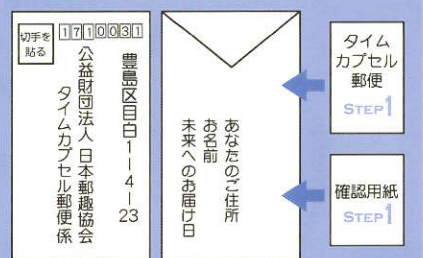 切手を
貼る
1710031
豊島区目白1-4-23
公益財団法人 日本郵趣協会
タイムカプセル郵便係
あなたのご住所
お名前
未来へのお届け日
タイム
カプセル
郵便
STEP1
確認用紙
STEP1